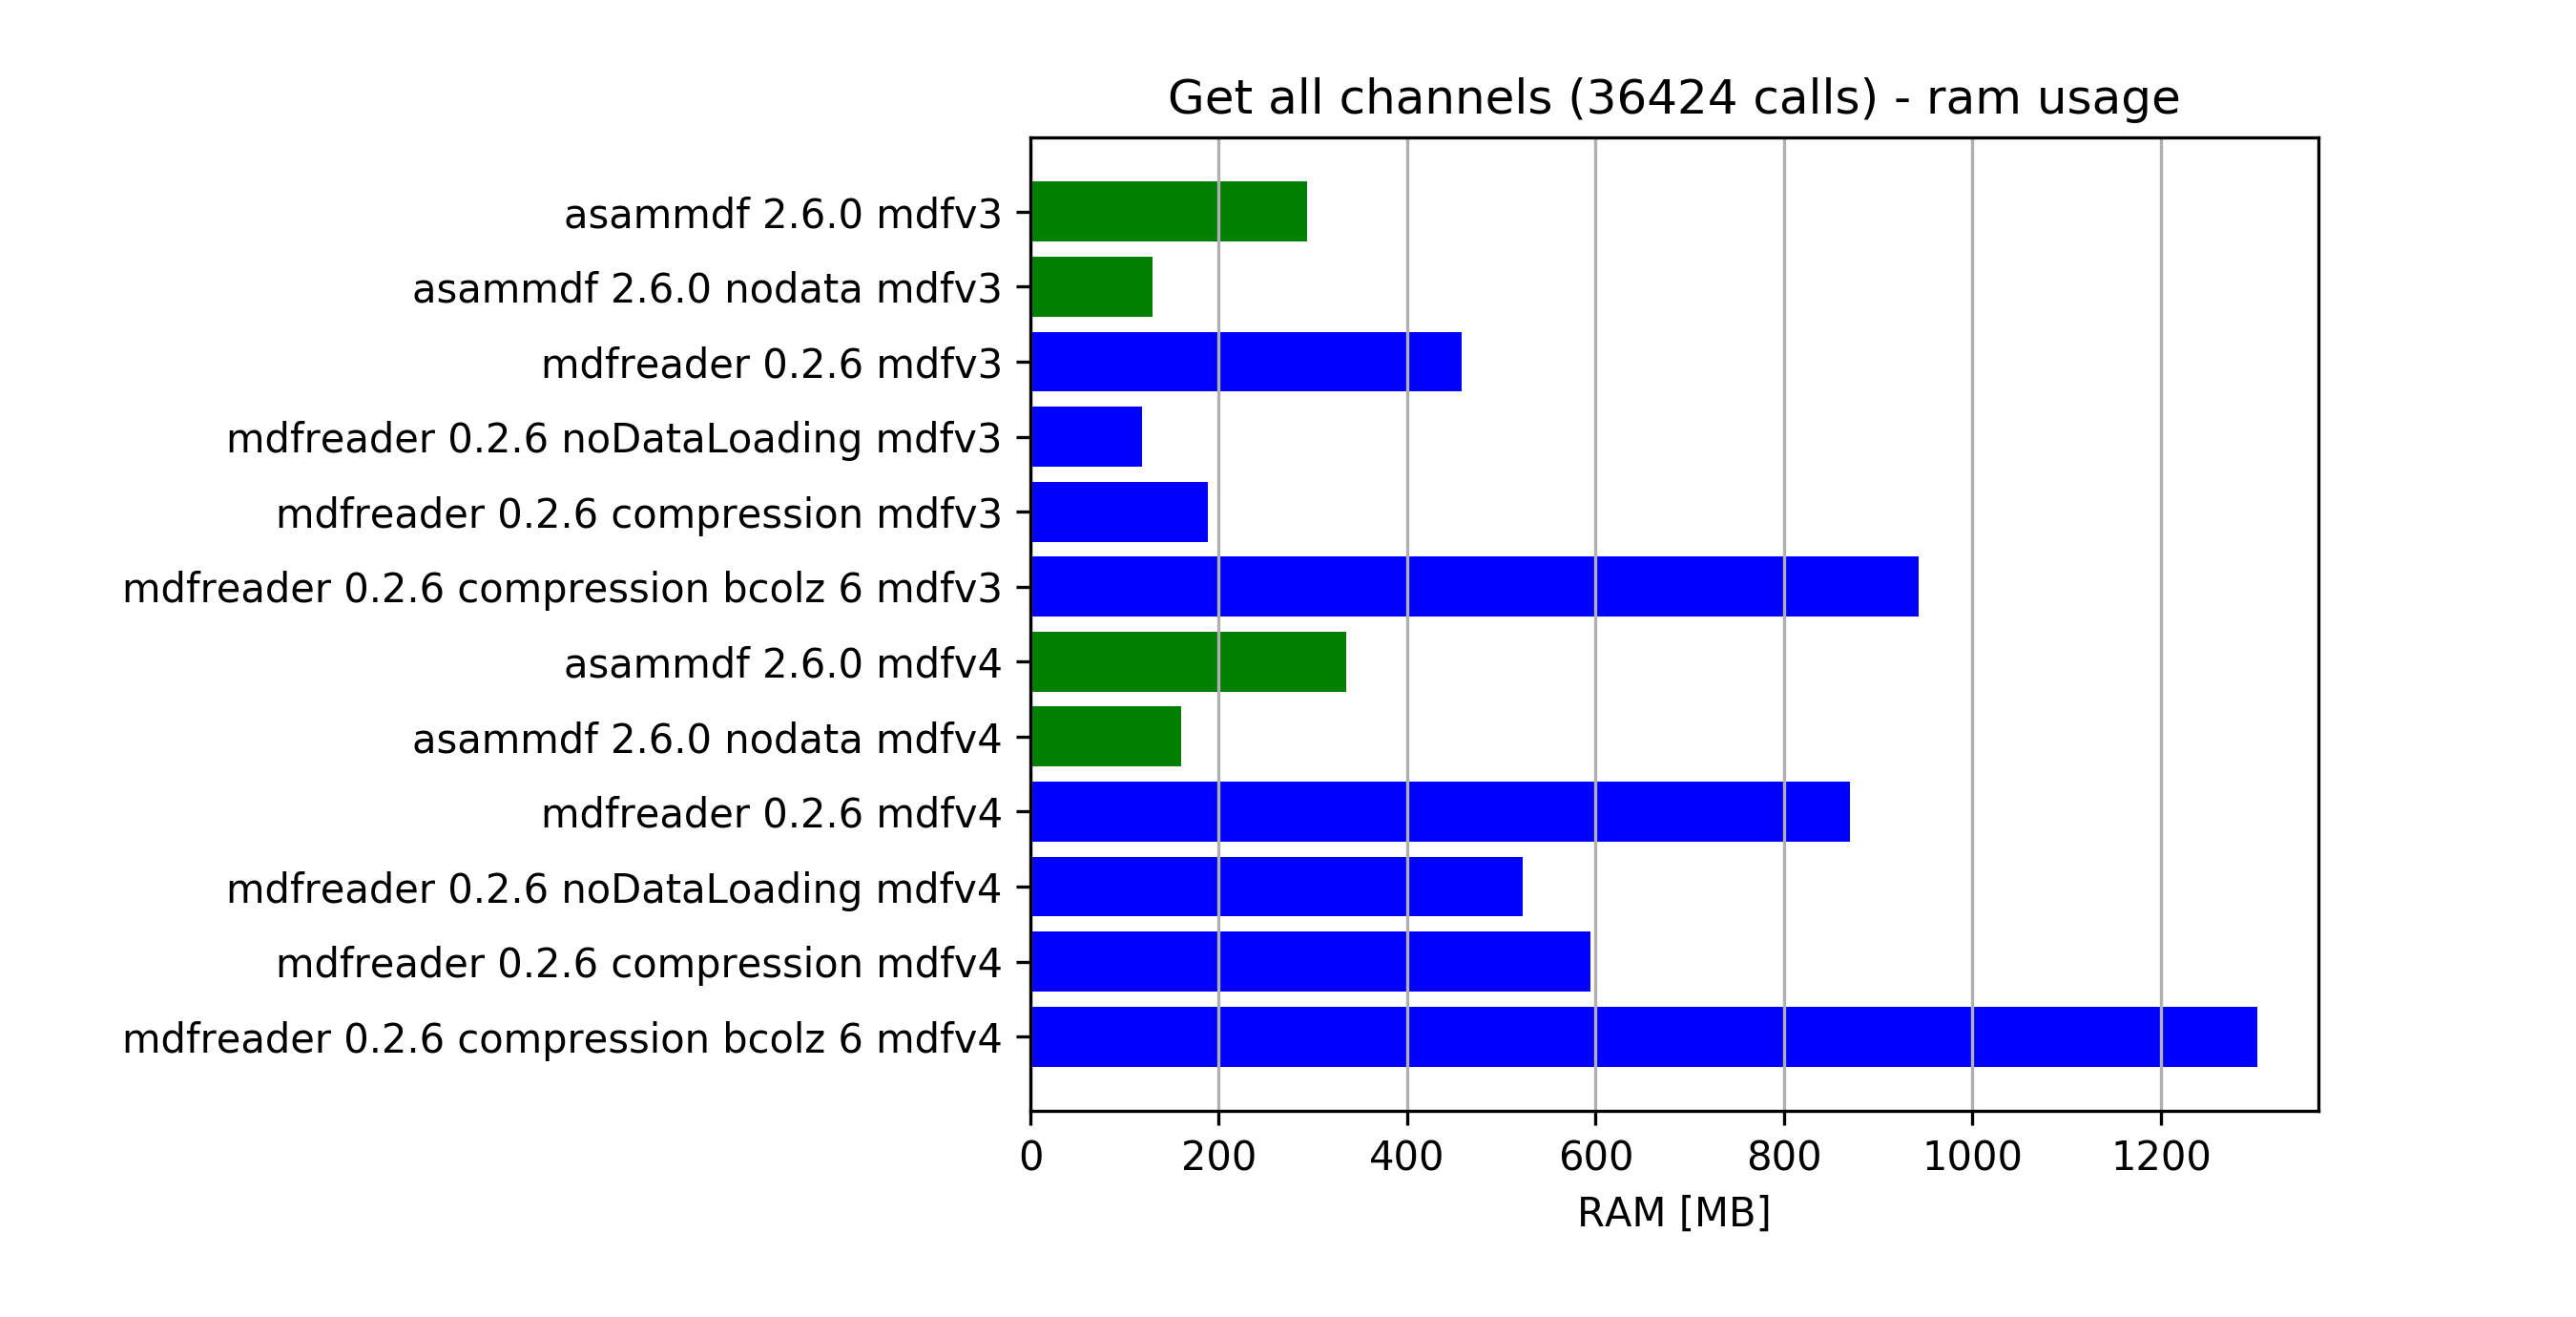 Get all channels (36424 calls) - ram usage
asammdf 2.6.0 mdfv3
asammdf 2.6.0 nodata mdfv3
mdfreader 0.2.6 mdfv3
mdfreader 0.2.6 noDataLoading mdfv3
mdfreader 0.2.6 compression mdfv3
mdfreader 0.2.6 compression bcolz 6 mdfv3
asammdf 2.6.0 mdfv4
asammdf 2.6.0 nodata mdfv4
mdfreader 0.2.6 mdfv4
mdfreader 0.2.6 noDataLoading mdfv4
mdfreader 0.2.6 compression mdfv4
mdfreader 0.2.6 compression bcolz 6 mdfv4
0 200 400 600 800 1000 1200
RAM [MB]